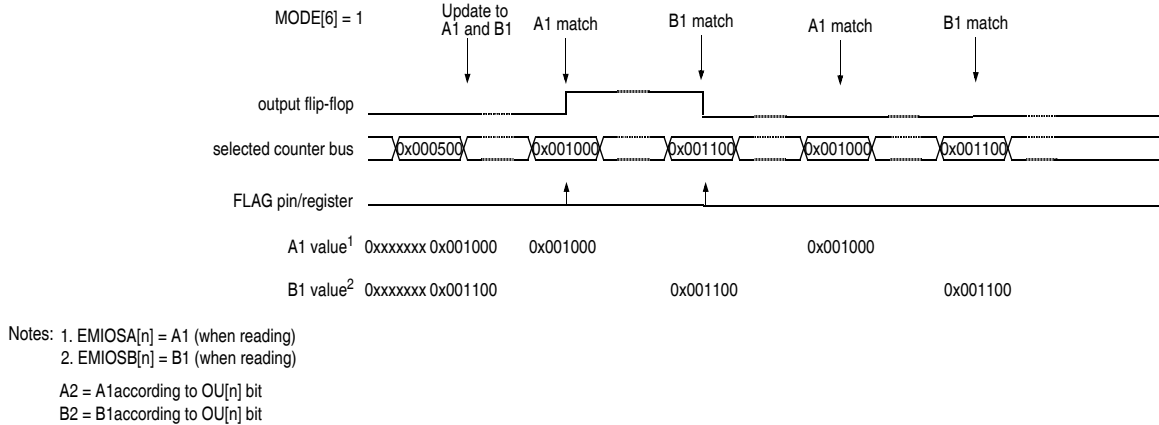 MODE[6] = 1
Update to
A1 and B1
A1 match
B1 match
A1 match
B1 match
output flip-flop
selected counter bus 0x000500 0x001000 0x001100 0x001000 0x001100
FLAG pin/register
A1 value1 0xxxxxxx 0x001000 0x001000 0x001000
B1 value2 0xxxxxxx 0x001100 0x001100 0x001100
Notes: 1. EMIOSA[n] = A1 (when reading)
2. EMIOSB[n] = B1 (when reading)
A2 = A1according to OU[n] bit
B2 = B1according to OU[n] bit